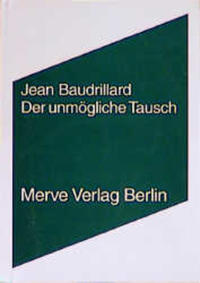 Jean Baudrillard
Der unmögliche Tausch
Merve Verlag Berlin